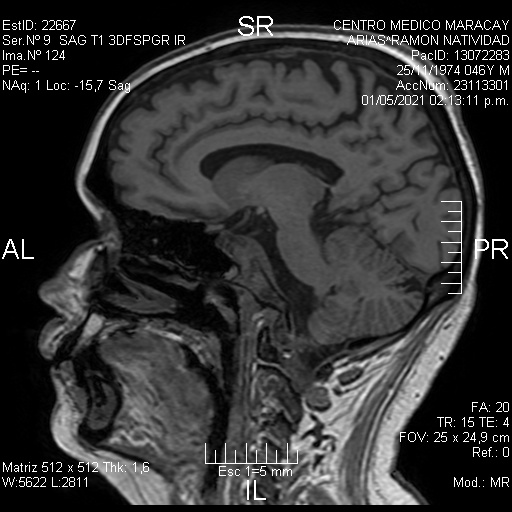 EstID: 22667
Ser.Nº 9 SAG T1 3DFSPGR IR
Ima.Nº 124
PE= --
NAq: 1 Loc: -15,7 Sag
SR
CENTRO MEDICO MARACAY
ARIAS^RAMON NATIVIDAD
PacID: 13072283
25/11/1974 046Y M
AccNum: 23113301
01/05/2021 02:13:11 p.m.
AL
PR
FA: 20
TR: 15 TE: 4
FOV: 25 x 24,9 cm
Ref.: 0
Matriz 512 x 512 Thk: 1,6
W:5622 L:2811
Esc 1=5 mm
IL
Mod.: MR